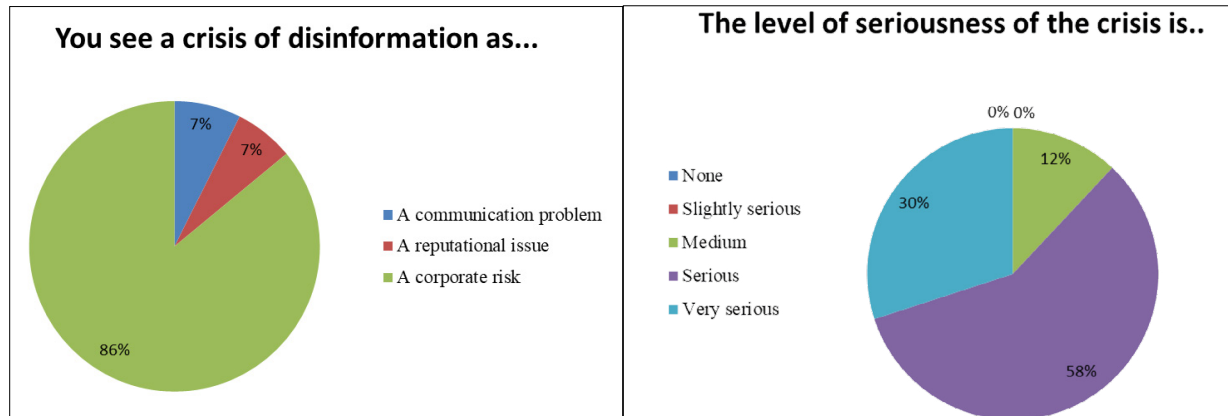 You see a crisis of disinformation as...
7%
7%
86%
A communication problem
A reputational issue
A corporate risk
The level of seriousness of the crisis is..
0% 0%
12%
30%
58%
None
Slightly serious
Medium
Serious
Very serious